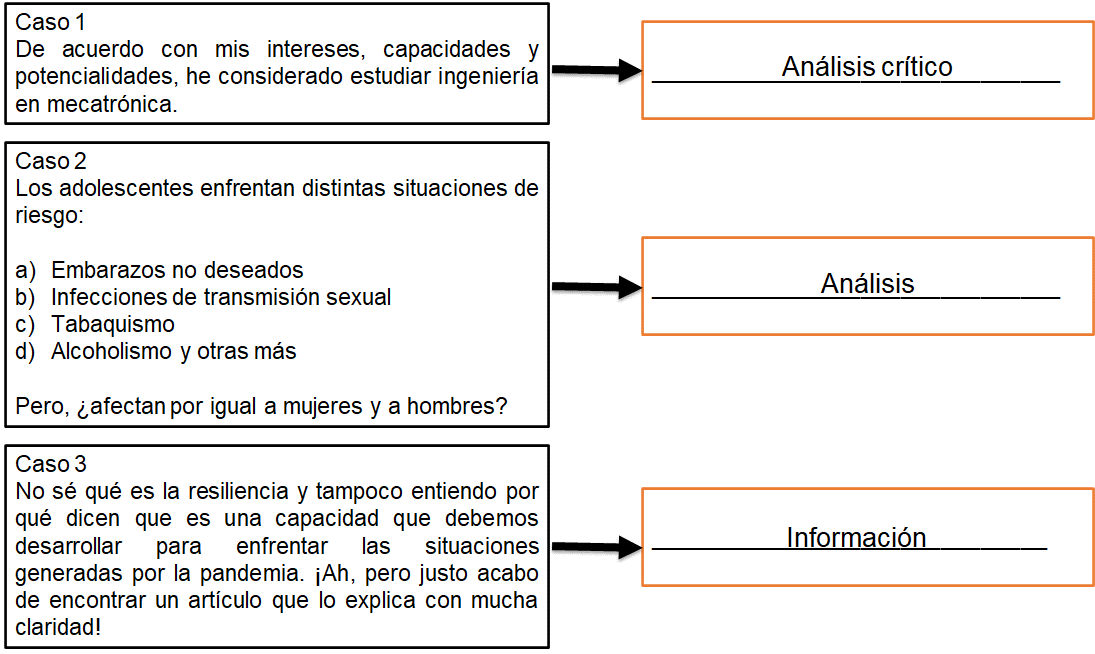 Caso 1
De acuerdo con mis intereses, capacidades y
potencialidades, he considerado estudiar ingeniería
en mecatrónica.
Análisis crítico
Caso 2
Los adolescentes enfrentan distintas situaciones de
riesgo:
a) Embarazos no deseados
b) Infecciones de transmisión sexual
c) Tabaquismo
d) Alcoholismo y otras más
Pero, ¿afectan por igual a mujeres y a hombres?
Análisis
Caso 3
No sé qué es la resiliencia y tampoco entiendo por
qué dicen que es una capacidad que debemos
desarrollar para enfrentar las situaciones
generadas por la pandemia. ¡Ah, pero justo acabo
de encontrar un artículo que lo explica con mucha
claridad!
Información